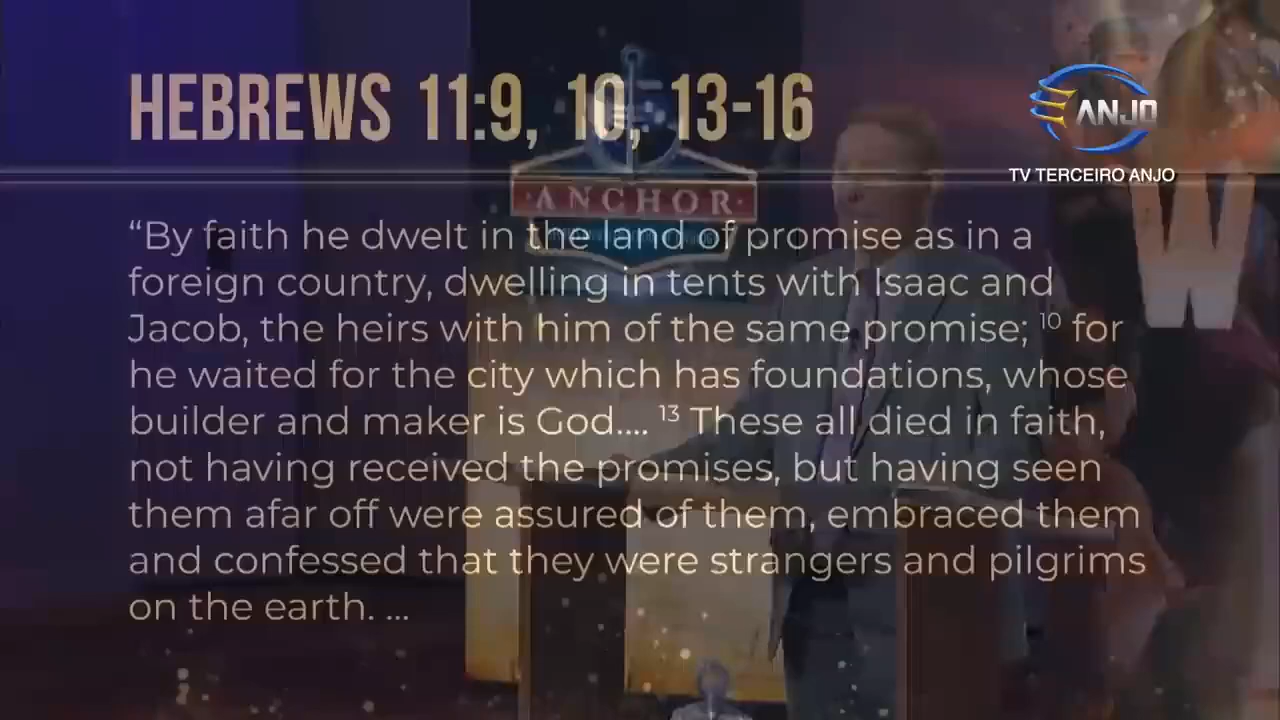 HEBREWS 11:9, 10, 13-16
ANJO
TV TERCEIRO ANJO
ANCHOR
W
“By faith he dwelt in the land of promise as in a
foreign country, dwelling in tents with Isaac and
Jacob, the heirs with him of the same promise; 10 for
he waited for the city which has foundations, whose
builder and maker is God.... 13 These all died in faith,
not having received the promises, but having seen
them afar off were assured of them, embraced them
and confessed that they were strangers and pilgrims
on the earth. ...